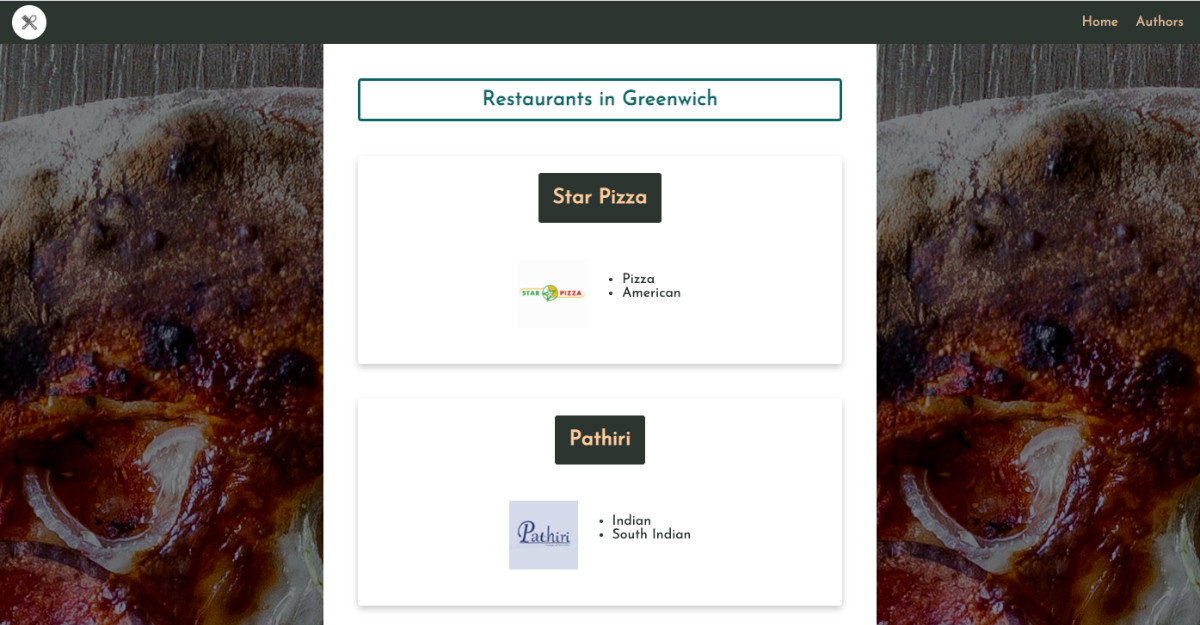 Home Authors
Restaurants in Greenwich
Star Pizza
STAR PIZZA
Pizza
American
Pathiri
Pathiri
Indian
South Indian